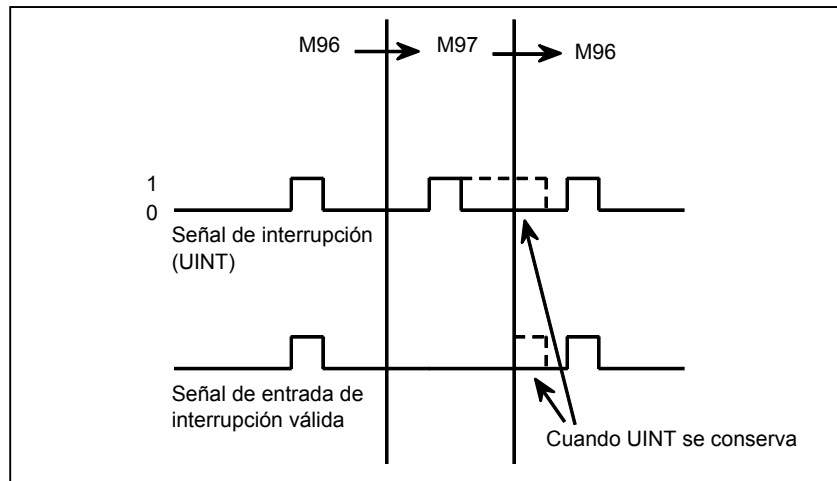 M96 M97 M96
1
0
Señal de interrupción
(UINT)
Señal de entrada de
interrupción válida
Cuando UINT se conserva